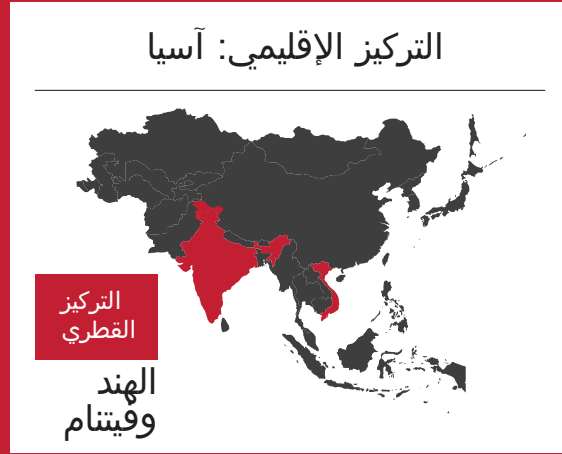 التركيز الإقليمي: آسيا
التركيز
القطري
الهند
وفيتنام